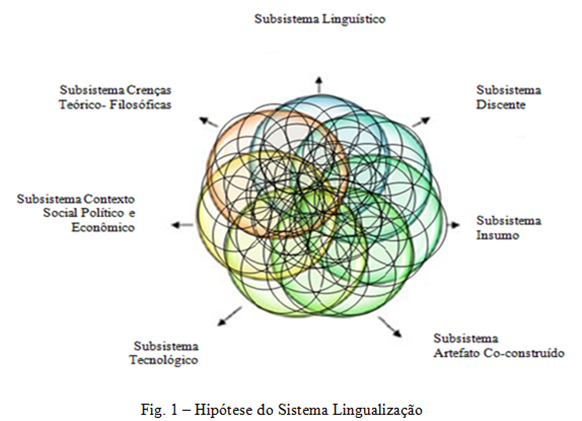 Subsistema Linguístico
Subsistema Crenças
Teórico- Filosóficas
Subsistema
Discente
Subsistema Contexto
Social Político e
Econômico
Subsistema
Insumo
Subsistema
Tecnológico
Subsistema
Artefato Co-construído
Fig. 1 – Hipótese do Sistema Lingualização